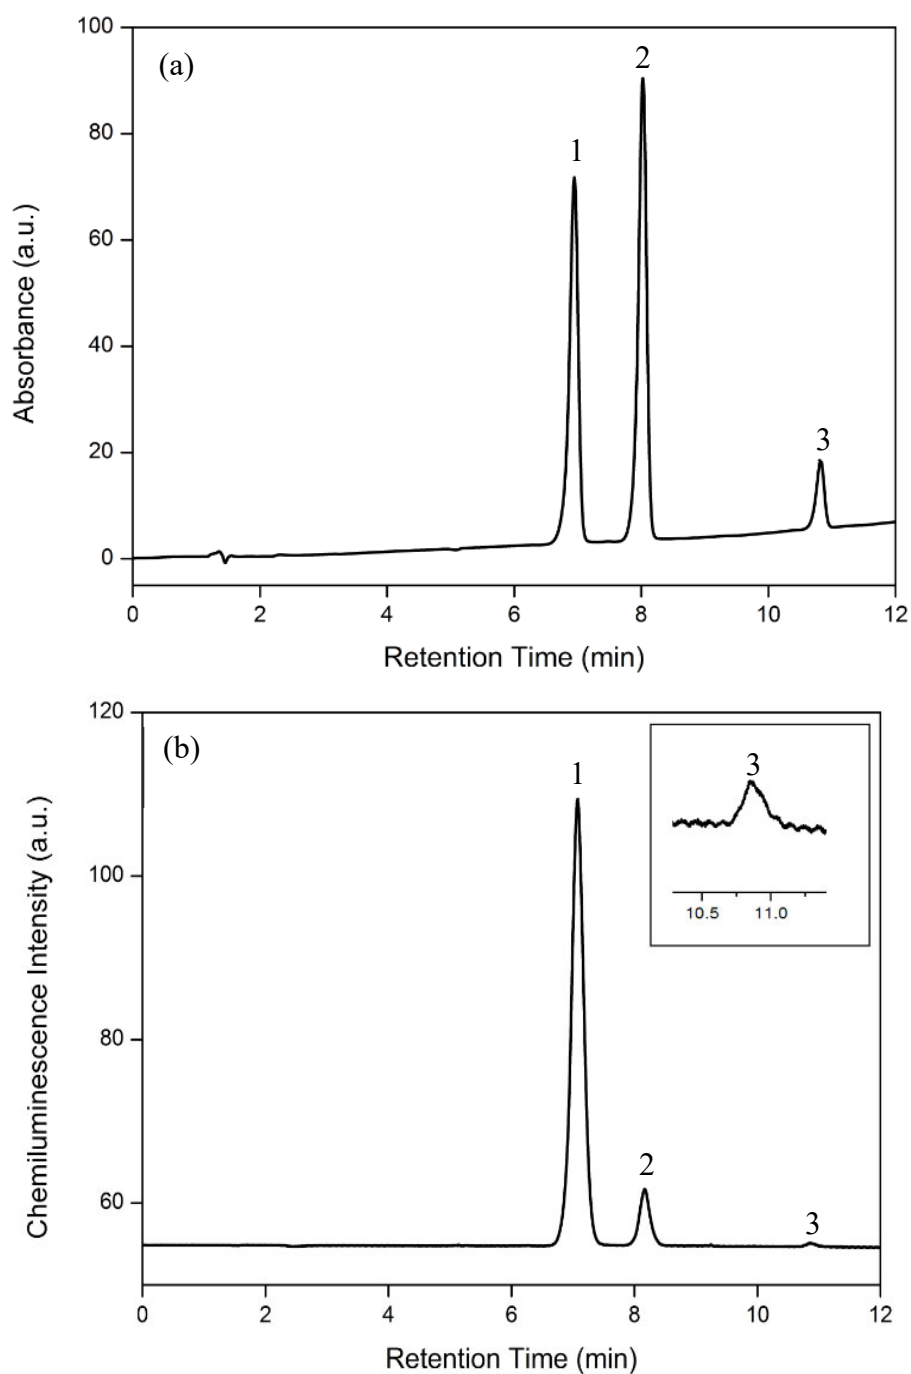 100
(a)
2
80
1
60
Absorbance (a.u.)
40
3
20
0
0 2 4 6 8 10 12
Retention Time (min)
120
(b)
1
3
10.5 11.0
100
Chemiluminescence Intensity (a.u.)
80
2
60
3
0 2 4 6 8 10 12
Retention Time (min)